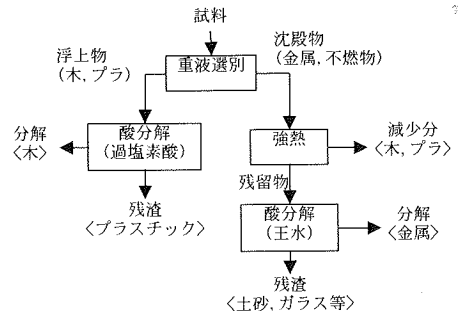 試料
浮上物
(木, プラ)
重液選別
沈殿物
(金属, 不燃物)
分解
〈木〉
酸分解
(過塩素酸)
強熱
減少分
〈木, プラ〉
残渣
〈プラスチック〉
残留物
酸分解
(王水)
分解
〈金属〉
残渣
〈土砂, ガラス等〉